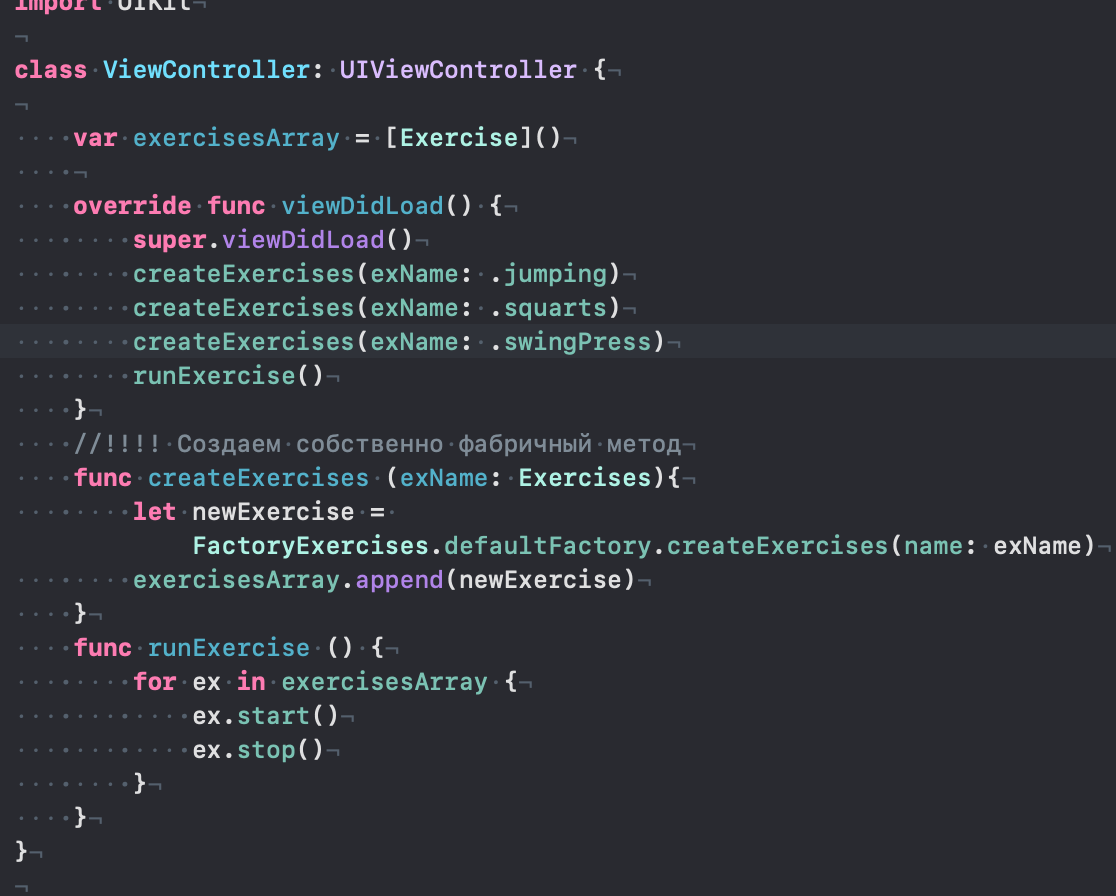 import UIKit
class ViewController: UIViewController {
var exercisesArray = [Exercise]()
override func viewDidLoad() {
super.viewDidLoad()
createExercises(exName: .jumping)
createExercises(exName: .squarts)
createExercises(exName: .swingPress)
runExercise()
}
//!!!! Создаем собственно фабричный метод
func createExercises (exName: Exercises){
let newExercise =
FactoryExercises.defaultFactory.createExercises(name: exName)
exercisesArray.append(newExercise)
}
func runExercise () {
for ex in exercisesArray {
ex.start()
ex.stop()
}
}
}